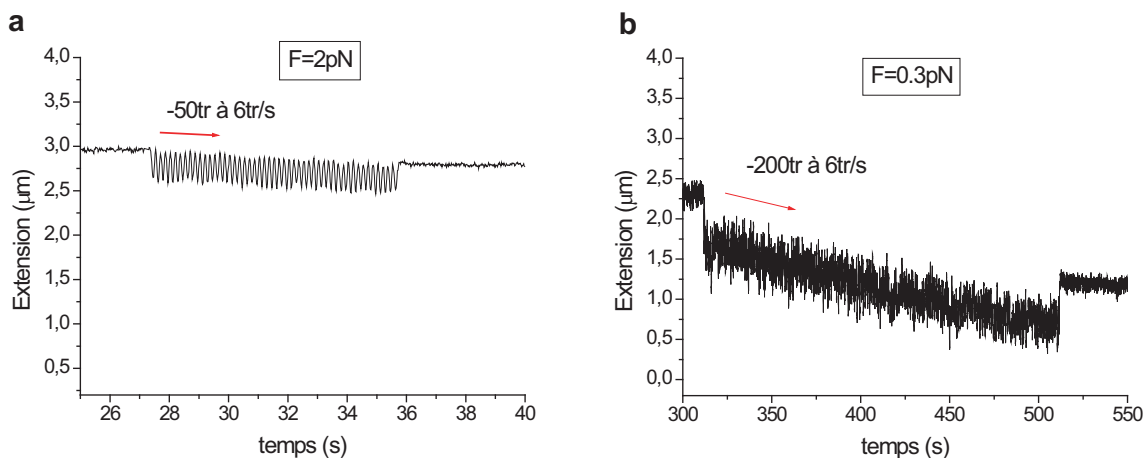 a
F=2pN
-50tr à 6tr/s
4,0
3,5
3,0
2,5
2,0
1,5
1,0
0,5
Extension (μm)
26 28 30 32 34 36 38 40
temps (s)
b
F=0.3pN
-200tr à 6tr/s
4,0
3,5
3,0
2,5
2,0
1,5
1,0
0,5
0,0
Extension (μm)
300 350 400 450 500 550
temps (s)